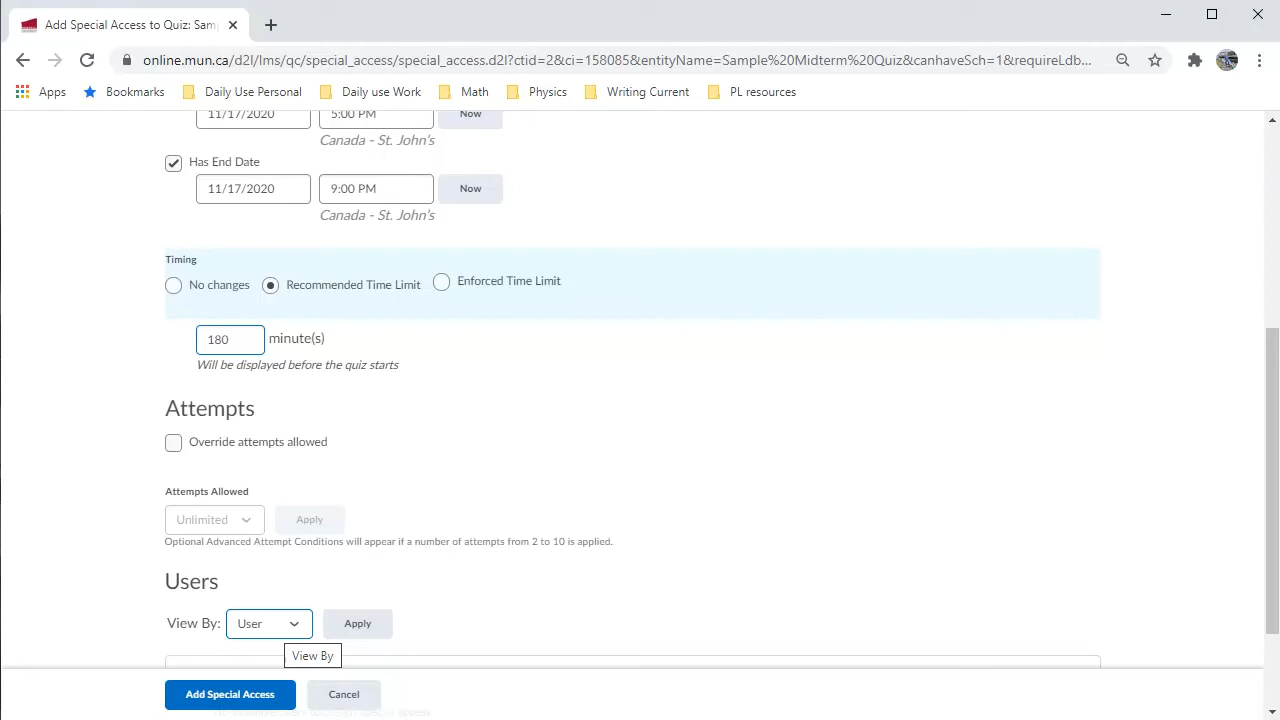 Add Special Access to Quiz: Sam
online.mun.ca/d2l/lms/qc/special_access/special_access.d2l?ctid=2&ci=158085&entityName=Sample%20Midterm%20Quiz&canhaveSch=1&requireLdb...
Apps Bookmarks Daily Use Personal Daily use Work Math Physics Writing Current PL resources
11/17/2020 5:00 PM Now
Canada - St. John's
Has End Date
11/17/2020 9:00 PM Now
Canada - St. John's
Timing
No changes Recommended Time Limit Enforced Time Limit
180 minute(s)
Will be displayed before the quiz starts
Attempts
Override attempts allowed
Attempts Allowed
Unlimited Apply
Optional Advanced Attempt Conditions will appear if a number of attempts from 2 to 10 is applied.
Users
View By: User Apply
View By
Add Special Access Cancel